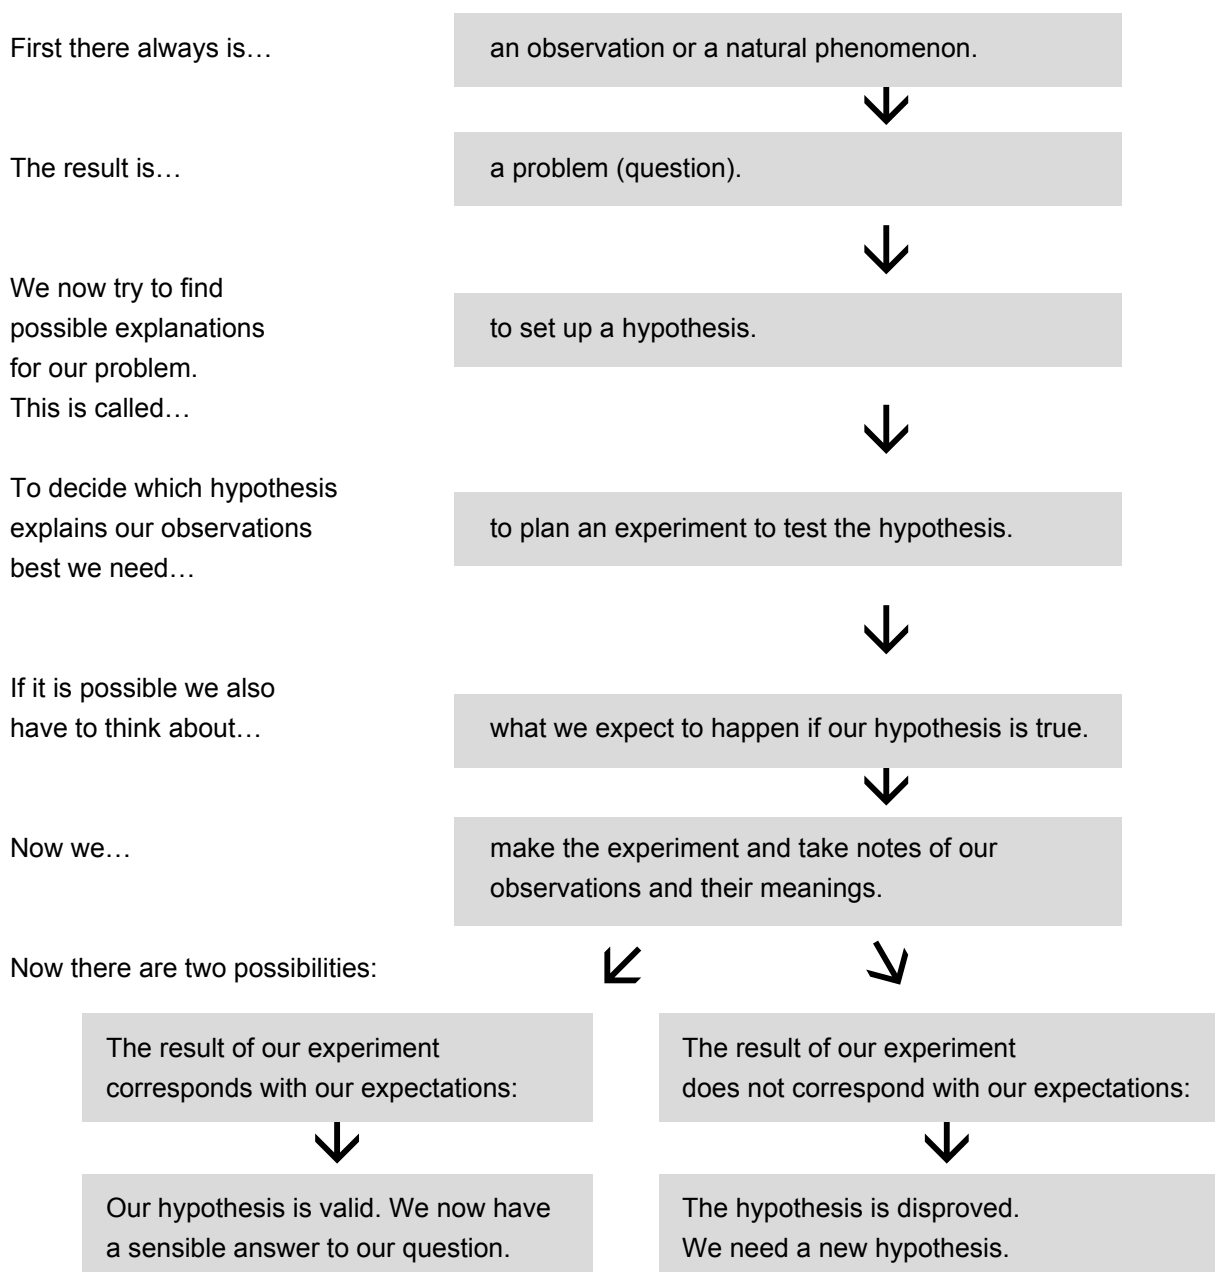 First there always is…
an observation or a natural phenomenon.
The result is…
a problem (question).
We now try to find
possible explanations
for our problem.
This is called…
to set up a hypothesis.
To decide which hypothesis
explains our observations
best we need…
to plan an experiment to test the hypothesis.
If it is possible we also
have to think about…
what we expect to happen if our hypothesis is true.
Now we…
make the experiment and take notes of our
observations and their meanings.
Now there are two possibilities:
The result of our experiment
corresponds with our expectations:
The result of our experiment
does not correspond with our expectations:
Our hypothesis is valid. We now have
a sensible answer to our question.
The hypothesis is disproved.
We need a new hypothesis.